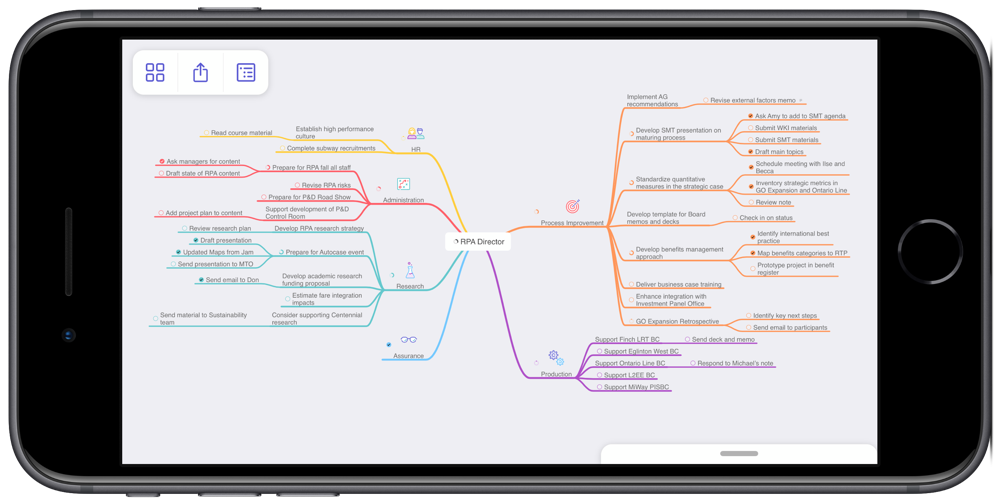 RPA Director
HR
Establish high performance
culture
Read course material
Complete subway recruitments
Administration
Prepare for RPA fall all staff
Ask managers for content
Draft state of RPA content
Revise RPA risks
Prepare for P&D Road Show
Support development of P&D
Control Room
Add project plan to content
Research
Develop RPA research strategy
Review research plan
Prepare for Autocase event
Draft presentation
Updated Maps from Jam
Send presentation to MTO
Develop academic research
funding proposal
Send email to Don
Estimate fare integration
impacts
Consider supporting Centennial
research
Send material to Sustainability
team
Assurance
Process Improvement
Implement AG
recommendations
Revise external factors memo
Develop SMT presentation on
maturing process
Ask Amy to add to SMT agenda
Submit WKI materials
Submit SMT materials
Draft main topics
Standardize quantitative
measures in the strategic case
Schedule meeting with Ilse and
Becca
Inventory strategic metrics in
GO Expansion and Ontario Line
Review note
Develop template for Board
memos and decks
Check in on status
Develop benefits management
approach
Identify international best
practice
Map benefits categories to RTP
Prototype project in benefit
register
Deliver business case training
Enhance integration with
Investment Panel Office
GO Expansion Retrospective
Identify key next steps
Send email to participants
Production
Support Finch LRT BC
Send deck and memo
Support Eglinton West BC
Support Ontario Line BC
Respond to Michael's note
Support L2EE BC
Support MiWay PISBC